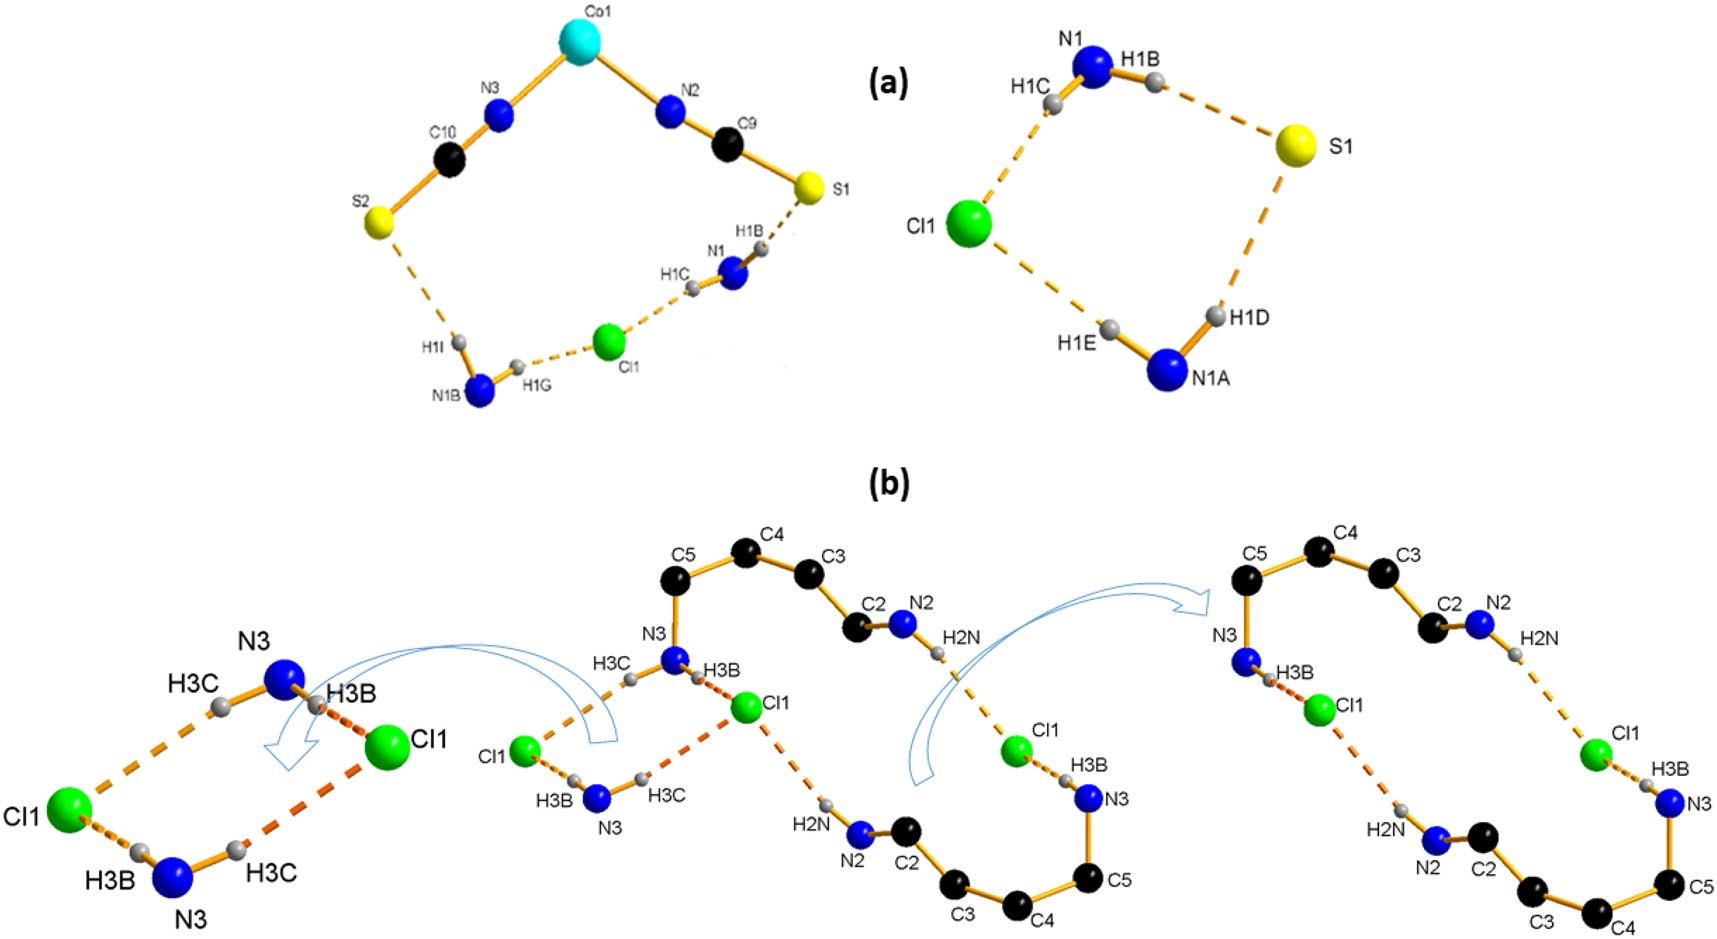 Co1
N3
N2
C10
C9
S2
S1
H1B
N1
H1C
H1I
Cl1
N1B
H1G
(a)
N1
H1B
H1C
S1
Cl1
H1D
H1E
N1A
(b)
N3
H3C
H3B
Cl1
Cl1
H3B
H3C
N3
C4
C5
C3
C2
N2
N3
H2N
H3C
H3B
Cl1
Cl1
Cl1
H3B
H3B
H3C
N3
N3
H2N
N2
C2
C5
C3
C4
C4
C5
C3
C2
N2
N3
H2N
H3B
Cl1
Cl1
H3B
N3
H2N
N2
C2
C5
C3
C4